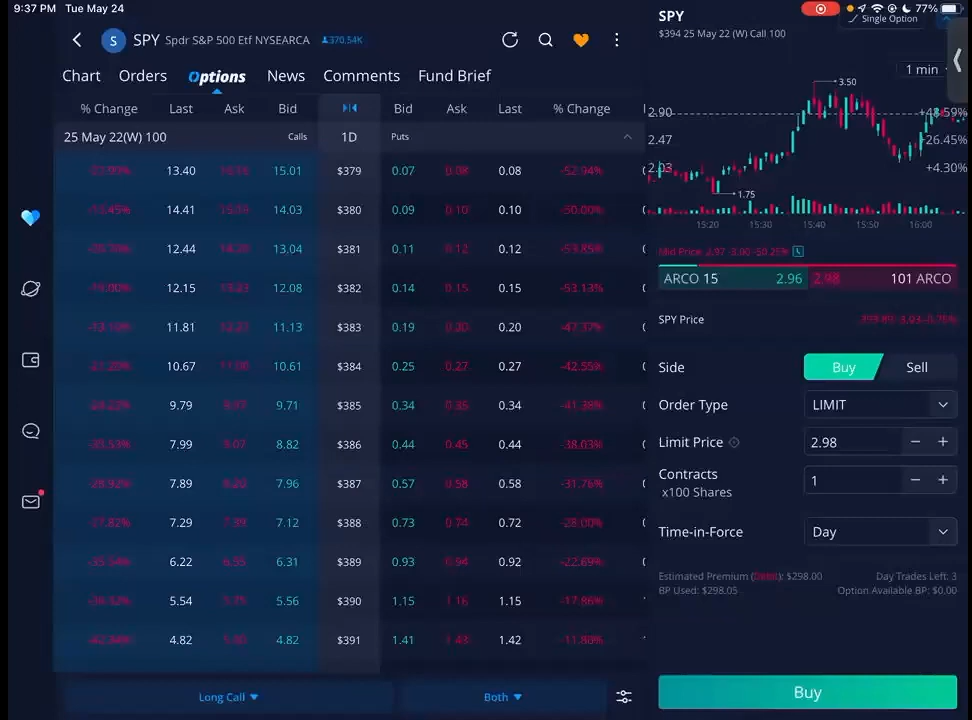 9:37 PM Tue May 24
77%
SPY Spdr S&P 500 Etf NYSEARCA 370.54K
Chart Orders Options News Comments Fund Brief
% Change Last Ask Bid Bid Ask Last % Change
25 May 22(W) 100 Calls 1D Puts
13.40 15.01 $379 0.07 0.08 0.08 -52.94%
14.41 14.03 $380 0.09 0.10 0.10 -50.00%
12.44 13.04 $381 0.11 0.12 0.12 -53.85%
12.15 12.08 $382 0.14 0.15 0.15 -53.13%
11.81 11.13 $383 0.19 0.20 0.20 -47.37%
10.67 10.61 $384 0.25 0.27 0.27 -42.55%
9.79 9.71 $385 0.34 0.35 0.34 -41.38%
7.99 8.82 $386 0.44 0.45 0.44 -38.03%
7.89 7.96 $387 0.57 0.58 0.58 -31.76%
7.29 7.12 $388 0.73 0.74 0.72 -28.00%
6.22 6.31 $389 0.93 0.94 0.92 -22.69%
5.54 5.56 $390 1.15 1.16 1.15 -17.86%
4.82 4.82 $391 1.41 1.43 1.42
Long Call Both
SPY
Single Option
$394 25 May 22 (W) Call 100
1 min
3.50
2.90 +48.59%
2.47 +26.45%
2.03 +4.30%
1.75
15:20 15:30 15:40 15:50 16:00
Mid Price: 2.97 -3.00 -50.25%
ARCO 15 2.96 2.98 101 ARCO
SPY Price
Side Buy Sell
Order Type LIMIT
Limit Price 2.98
Contracts 1
x100 Shares
Time-in-Force Day
Estimated Premium (Debit): $298.00 Day Trades Left: 3
BP Used: $298.05 Option Available BP: $0.00
Buy